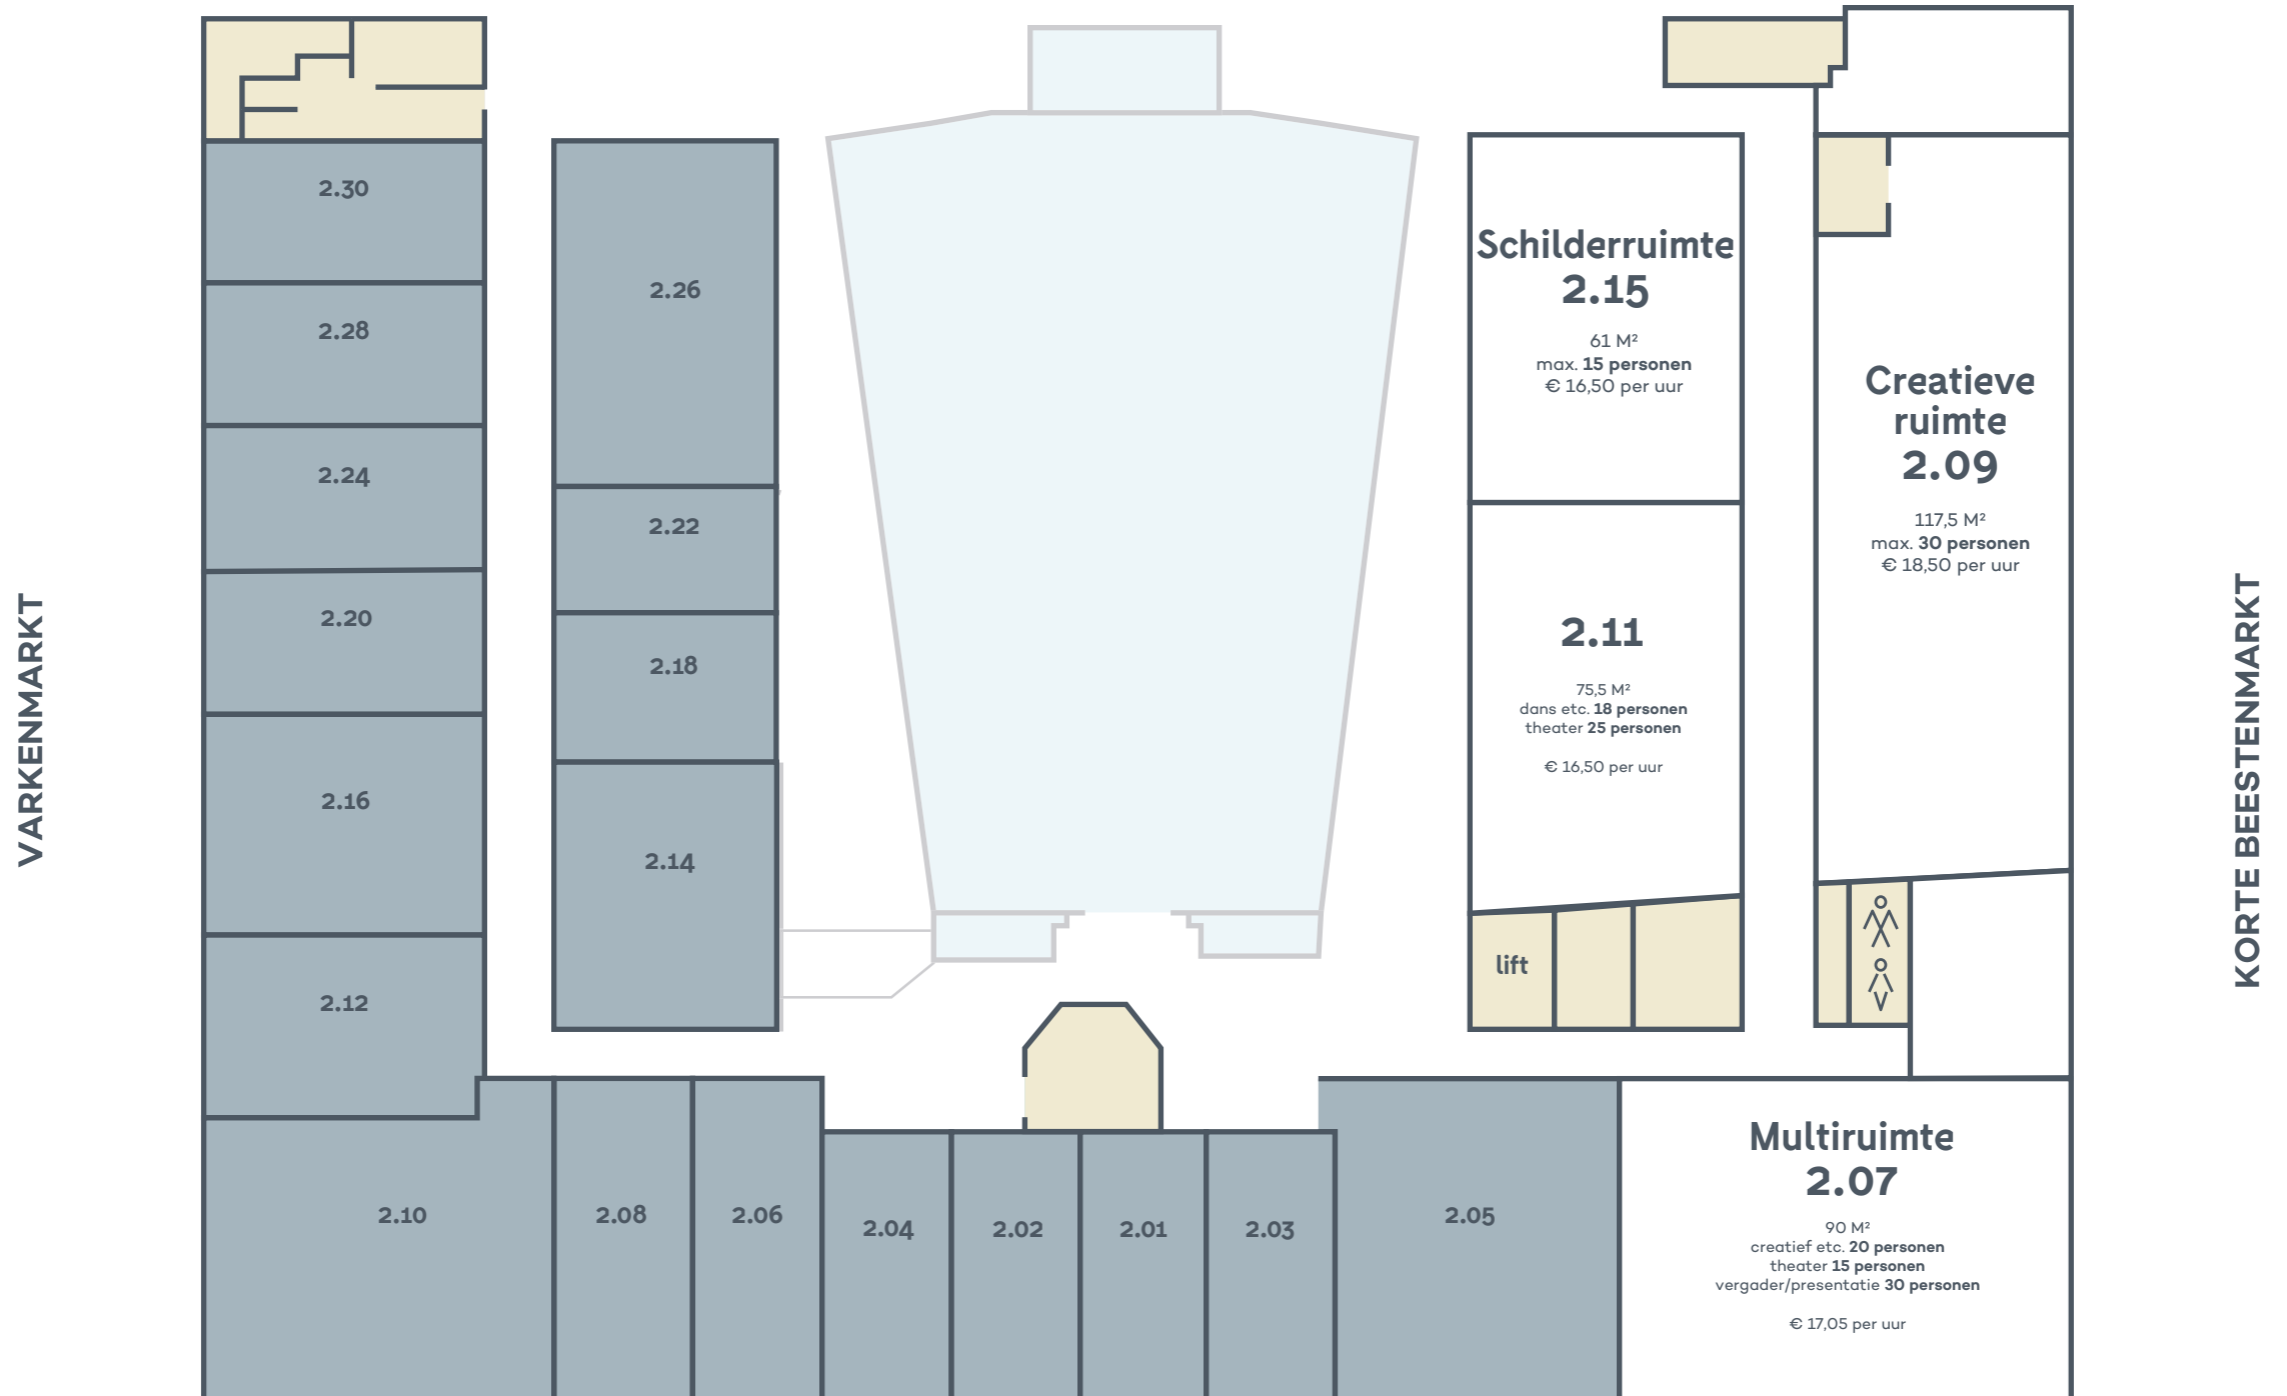 VARKENMARKT
2.30
2.28
2.24
2.20
2.16
2.12
2.26
2.22
2.18
2.14
2.10
2.08
2.06
2.04
2.02
2.01
2.03
2.05
Schilderruimte
2.15
61 M²
max. 15 personen
€ 16,50 per uur
2.11
75,5 M²
dans etc. 18 personen
theater 25 personen
€ 16,50 per uur
lift
Creatieve
ruimte
2.09
117,5 M²
max. 30 personen
€ 18,50 per uur
Multiruimte
2.07
90 M²
creatief etc. 20 personen
theater 15 personen
vergader/presentatie 30 personen
€ 17,05 per uur
KORTE BEESTENMARKT